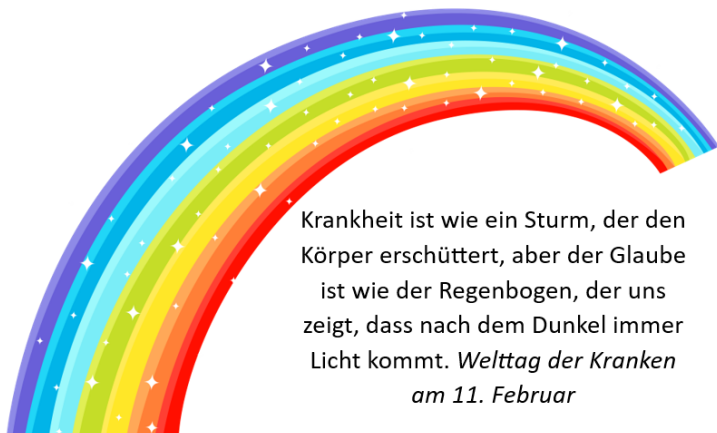 Krankheit ist wie ein Sturm, der den
Körper erschüttert, aber der Glaube
ist wie der Regenbogen, der uns
zeigt, dass nach dem Dunkel immer
Licht kommt. Welttag der Kranken
am 11. Februar